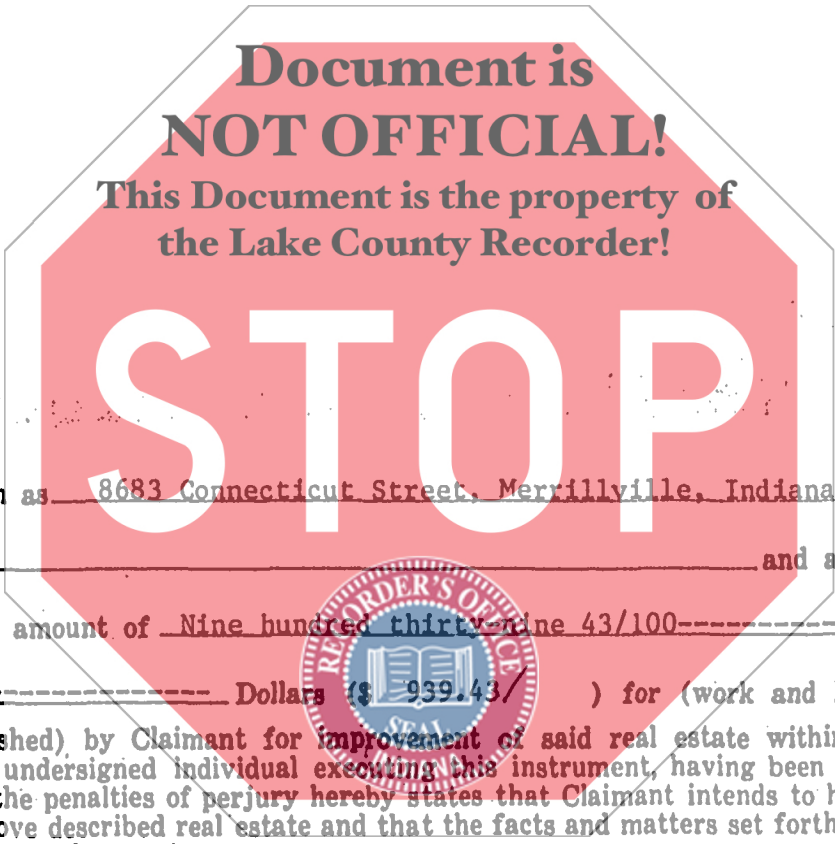 Document is
NOT OFFICIAL!
This Document is the property of
the Lake County Recorder!
STOP
as 8683 Connecticut Street, Merrillville, Indiana
and a
amount of Nine hundred thirty-nine 43/100-----------
------------- Dollars ($ 939.43/ ) for (work and
RECORDER'S OFFICE
shed) by Claimant for improvement of said real estate within
SEAL
undersigned individual executing this instrument, having been
INDIANA
the penalties of perjury hereby states that Claimant intends to h
ove described real estate and that the facts and matters set forth